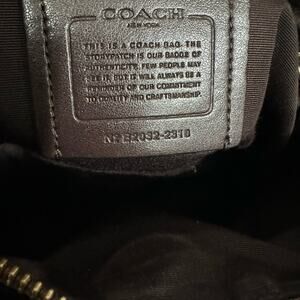 COACH
NEW YORK
THIS IS A COACH BAG. THE
STORYPATCH IS OUR BADGE OF
AUTHENTICITY. FEW PEOPLE MAY
SEE IT, BUT IT WILL ALWAYS BE A
REMINDER OF OUR COMMITMENT
TO QUALITY AND CRAFTSMANSHIP.